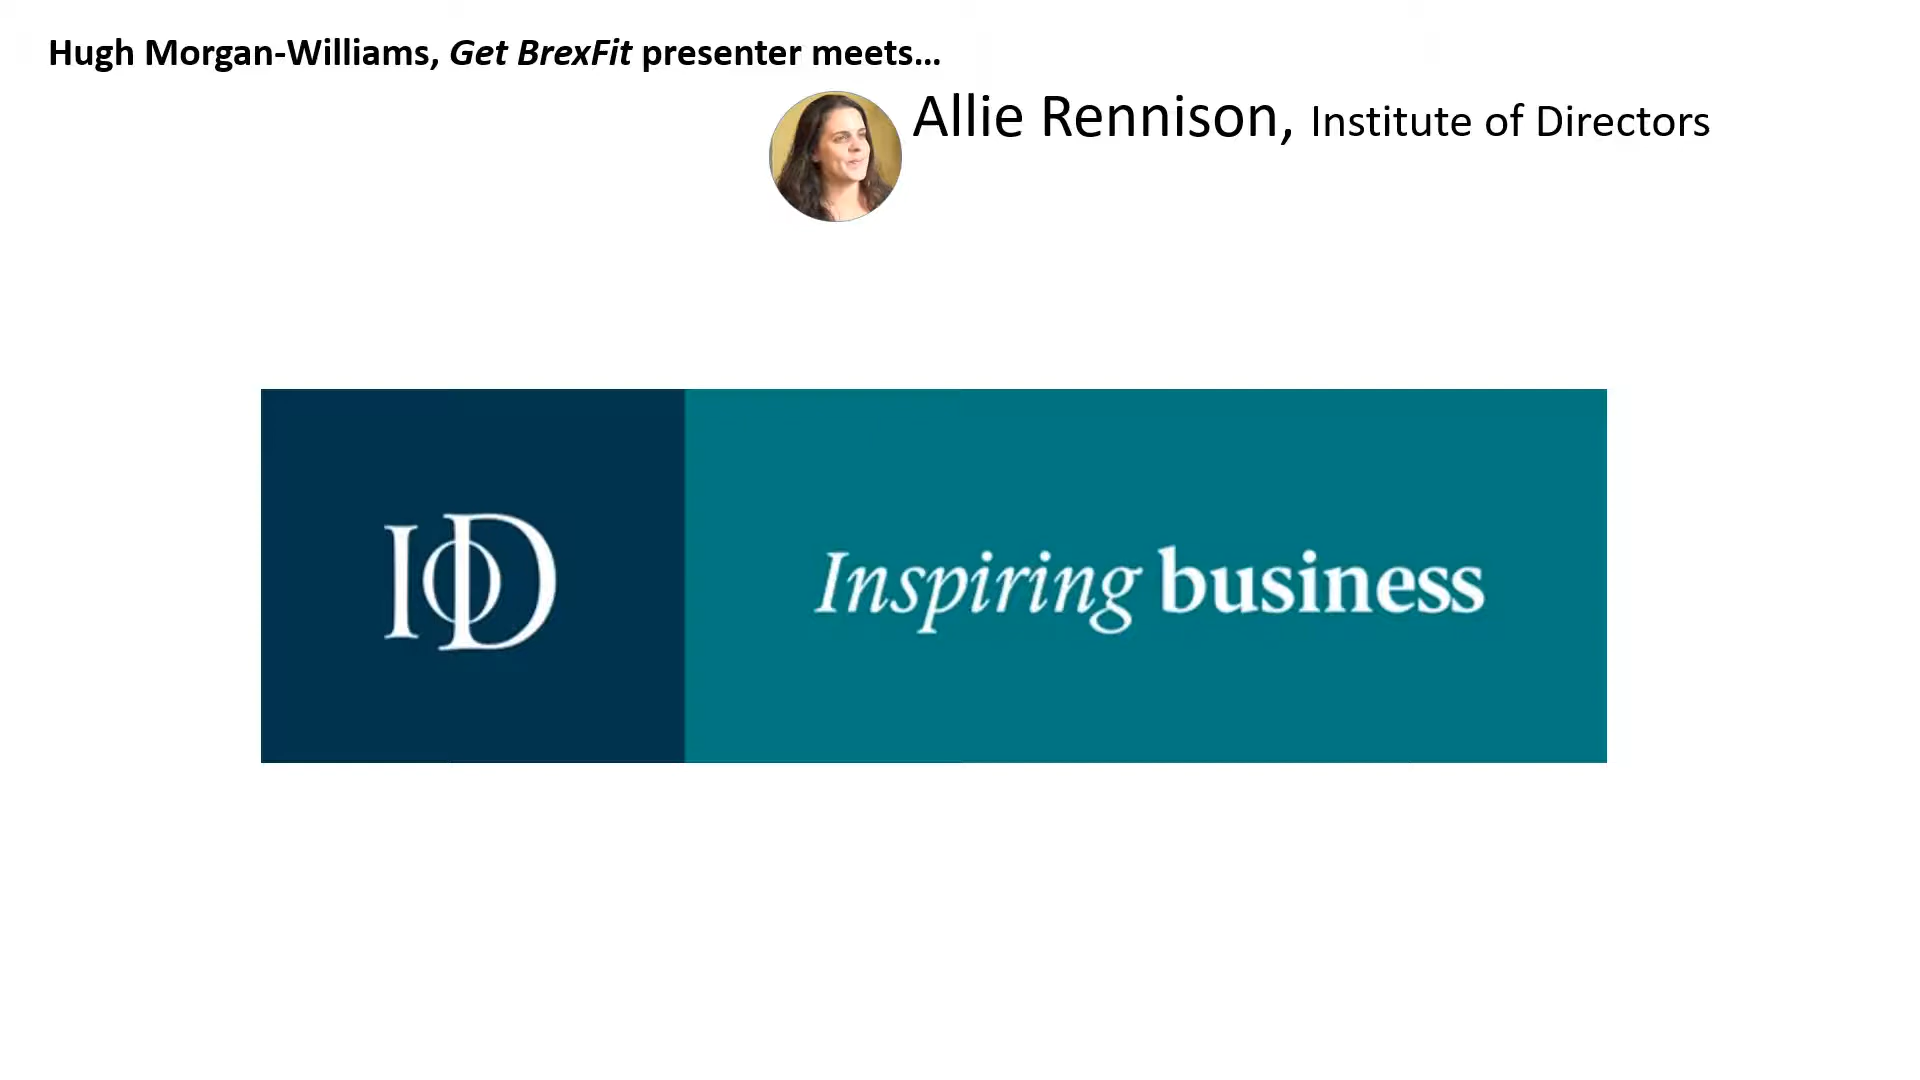 Hugh Morgan-Williams, Get BrexFit presenter meets…
Allie Rennison, Institute of Directors
IoD
Inspiring business